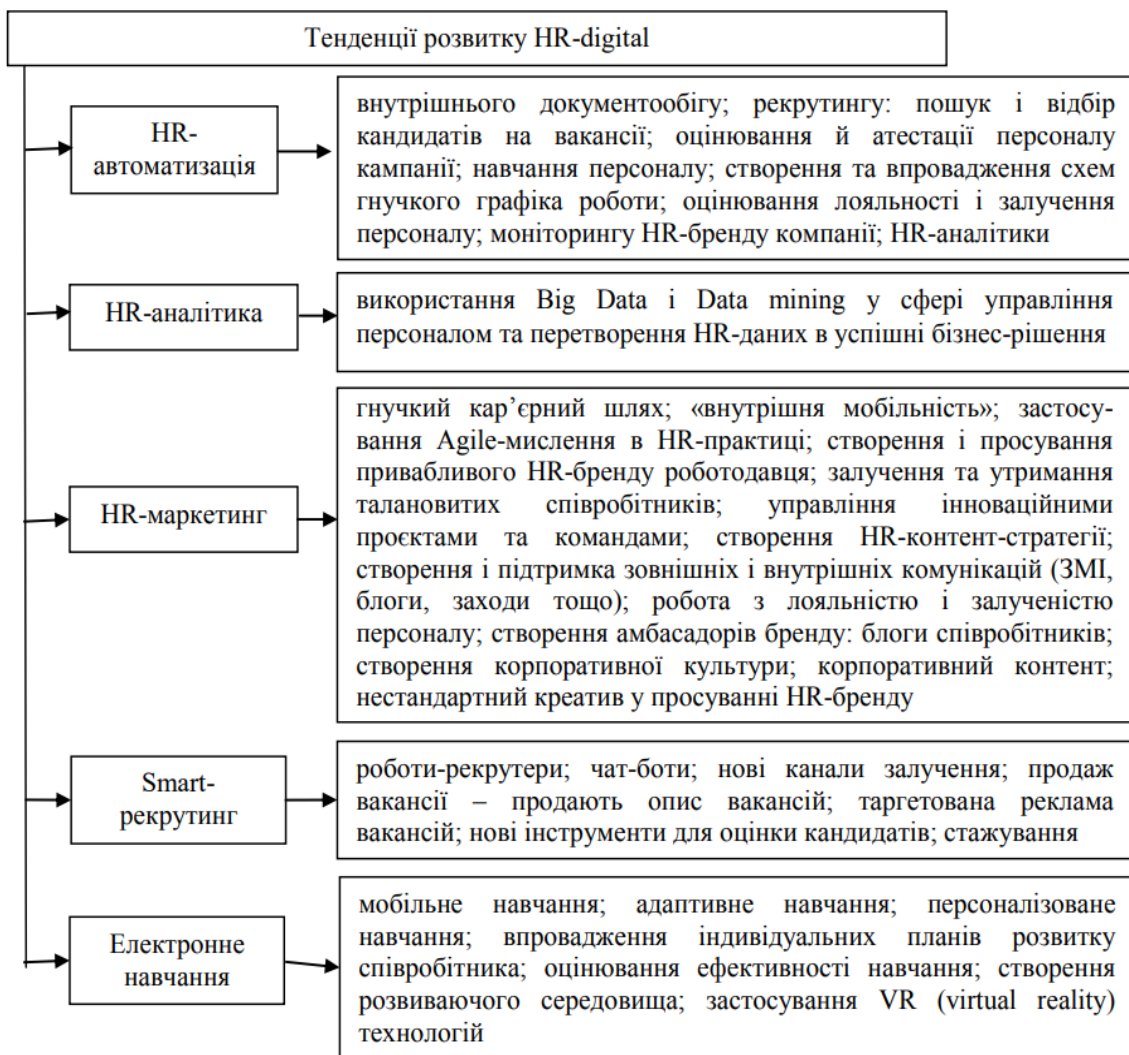 Тенденції розвитку HR-digital
HR-
автоматизація
внутрішнього документообігу; рекрутингу: пошук і відбір
кандидатів на вакансії; оцінювання й атестації персоналу
кампанії; навчання персоналу; створення та впровадження схем
гнучкого графіка роботи; оцінювання лояльності і залучення
персоналу; моніторингу HR-бренду компанії; HR-аналітики
HR-аналітика
використання Big Data і Data mining у сфері управління
персоналом та перетворення HR-даних в успішні бізнес-рішення
HR-маркетинг
гнучкий кар’єрний шлях; «внутрішня мобільність»; застосу-
вання Agile-мислення в HR-практиці; створення і просування
привабливого HR-бренду роботодавця; залучення та утримання
талановитих співробітників; управління інноваційними
проєктами та командами; створення HR-контент-стратегії;
створення і підтримка зовнішніх і внутрішніх комунікацій (ЗМІ,
блоги, заходи тощо); робота з лояльністю і залученістю
персоналу; створення амбасадорів бренду: блоги співробітників;
створення корпоративної культури; корпоративний контент;
нестандартний креатив у просуванні HR-бренду
Smart-
рекрутинг
роботи-рекрутери; чат-боти; нові канали залучення; продаж
вакансії – продають опис вакансій; таргетована реклама
вакансій; нові інструменти для оцінки кандидатів; стажування
Електронне
навчання
мобільне навчання; адаптивне навчання; персоналізоване
навчання; впровадження індивідуальних планів розвитку
співробітника; оцінювання ефективності навчання; створення
розвиваючого середовища; застосування VR (virtual reality)
технологій